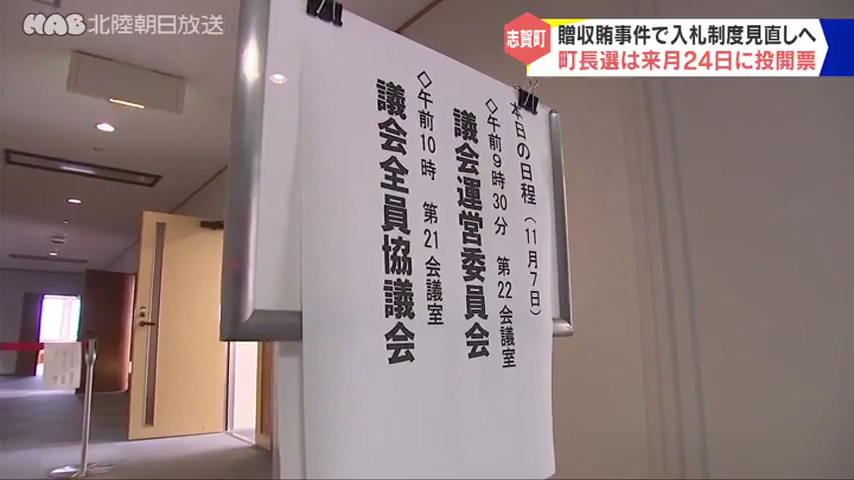 HAB 北陸朝日放送
志賀町
贈収賄事件で入札制度見直しへ
町長選は来月24日に投開票
本日の日程（11月7日）
◇午前9時30分 第22会議室
議会運営委員会
◇午前10時 第21会議室
議会全員協議会